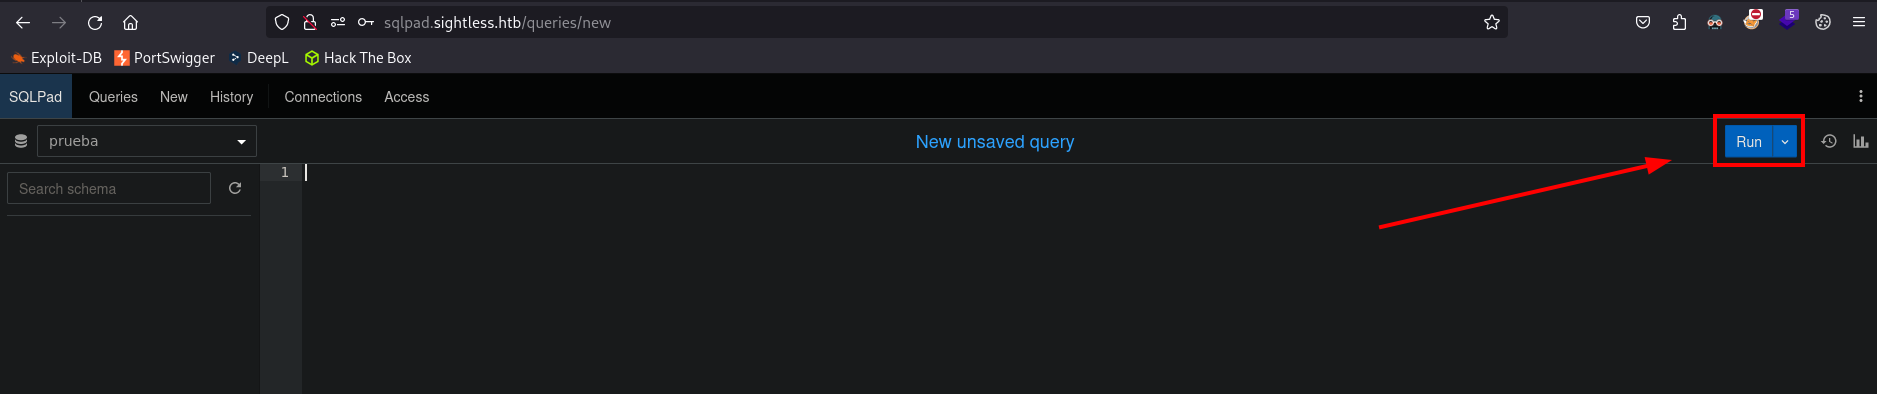 sqlpad.sightless.htb/queries/new
5
Exploit-DB PortSwigger DeepL Hack The Box
SQLPad Queries New History Connections Access
prueba New unsaved query Run
Search schema 1